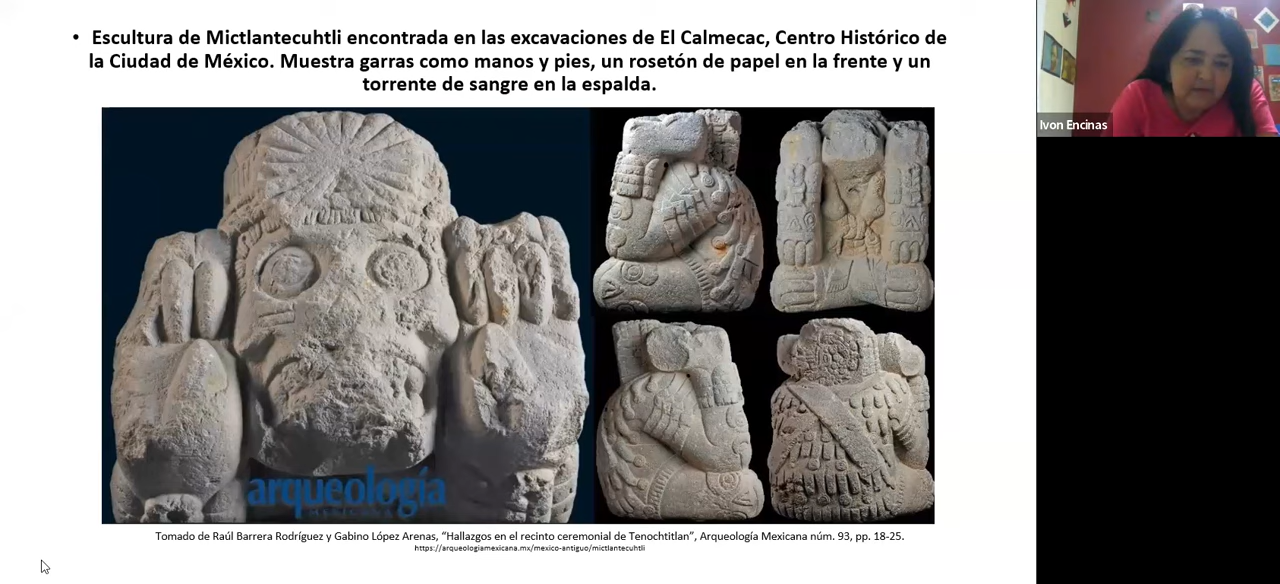 • Escultura de Mictlantecuhtli encontrada en las excavaciones de El Calmecac, Centro Histórico de
la Ciudad de México. Muestra garras como manos y pies, un rosetón de papel en la frente y un
torrente de sangre en la espalda.
Ivon Encinas
arqueología
Tomado de Raúl Barrera Rodríguez y Gabino López Arenas, “Hallazgos en el recinto ceremonial de Tenochtitlan”, Arqueología Mexicana núm. 93, pp. 18-25.
https://arqueologiamexicana.mx/mexico-antiguo/mictlantecuhtli